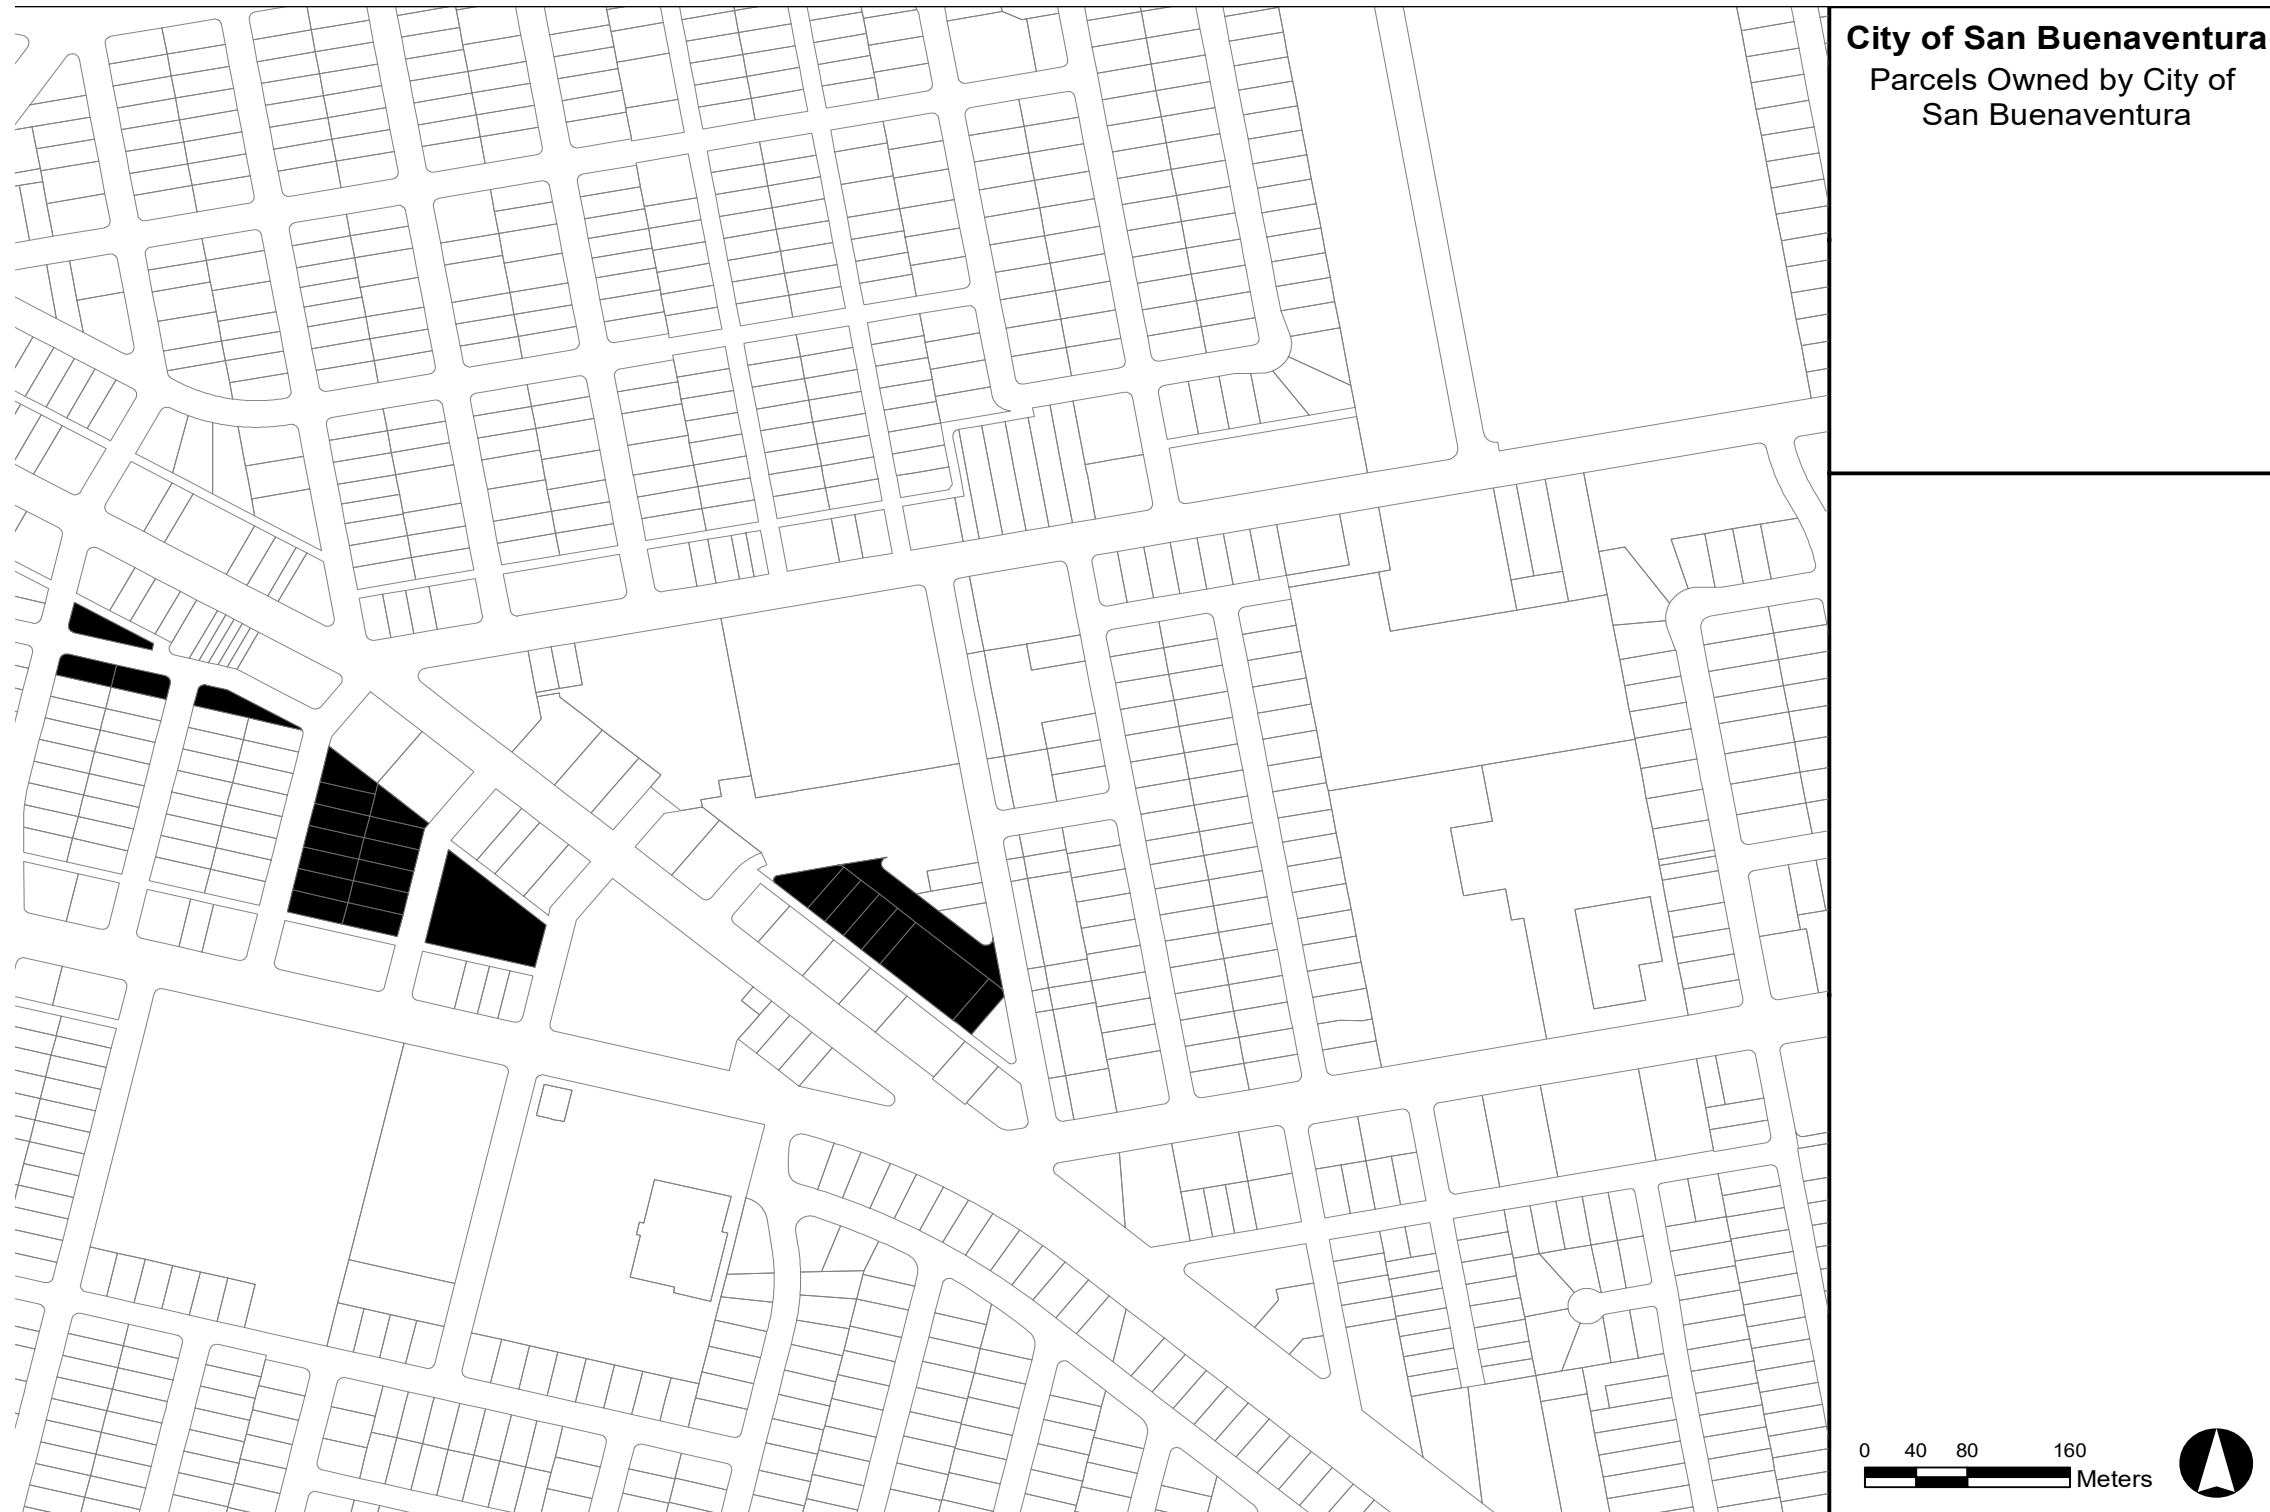 City of San Buenaventura
Parcels Owned by City of
San Buenaventura
0 40 80 160
Meters